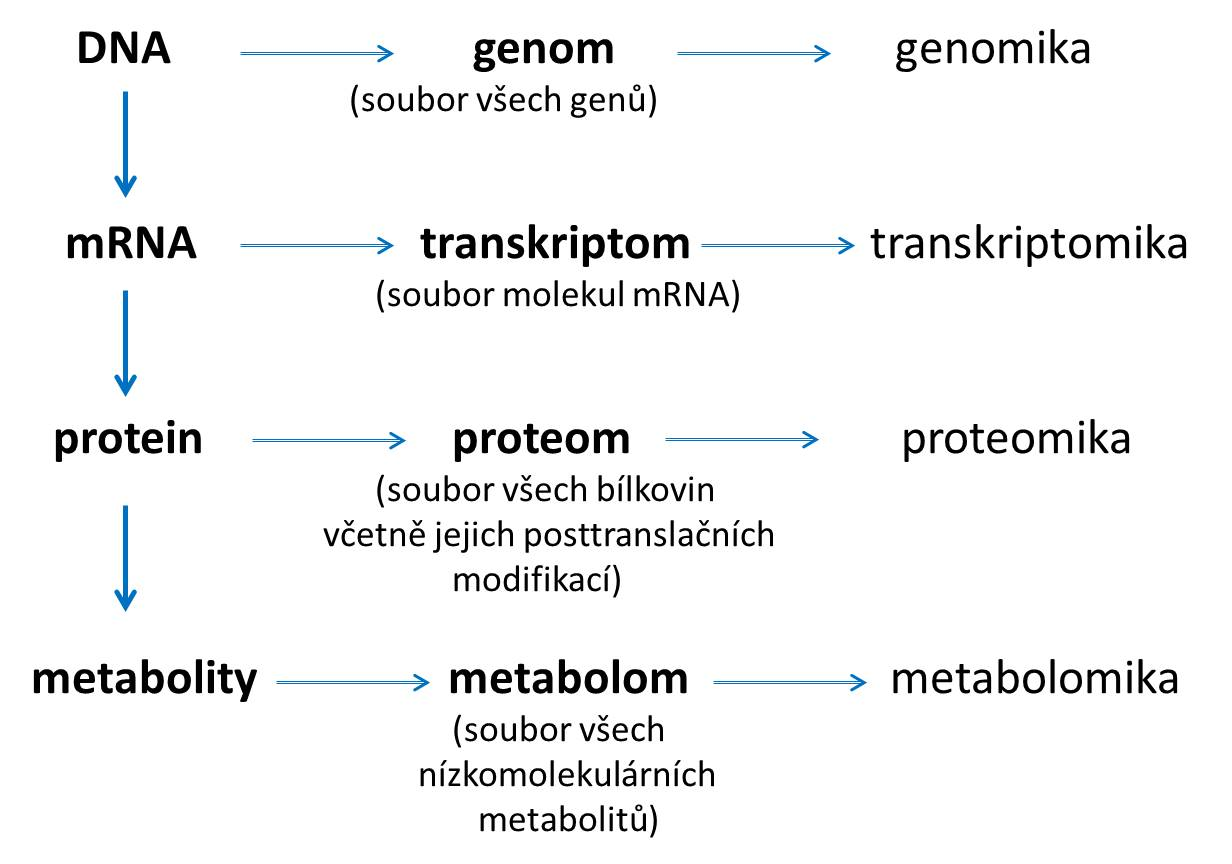 DNA genom genomika
(soubor všech genů)
mRNA transkriptom transkriptomika
(soubor molekul mRNA)
protein proteom proteomika
(soubor všech bílkovin
včetně jejich posttranslačních
modifikací)
metabolity metabolom metabolomika
(soubor všech
nízkomolekulárních
metabolitů)